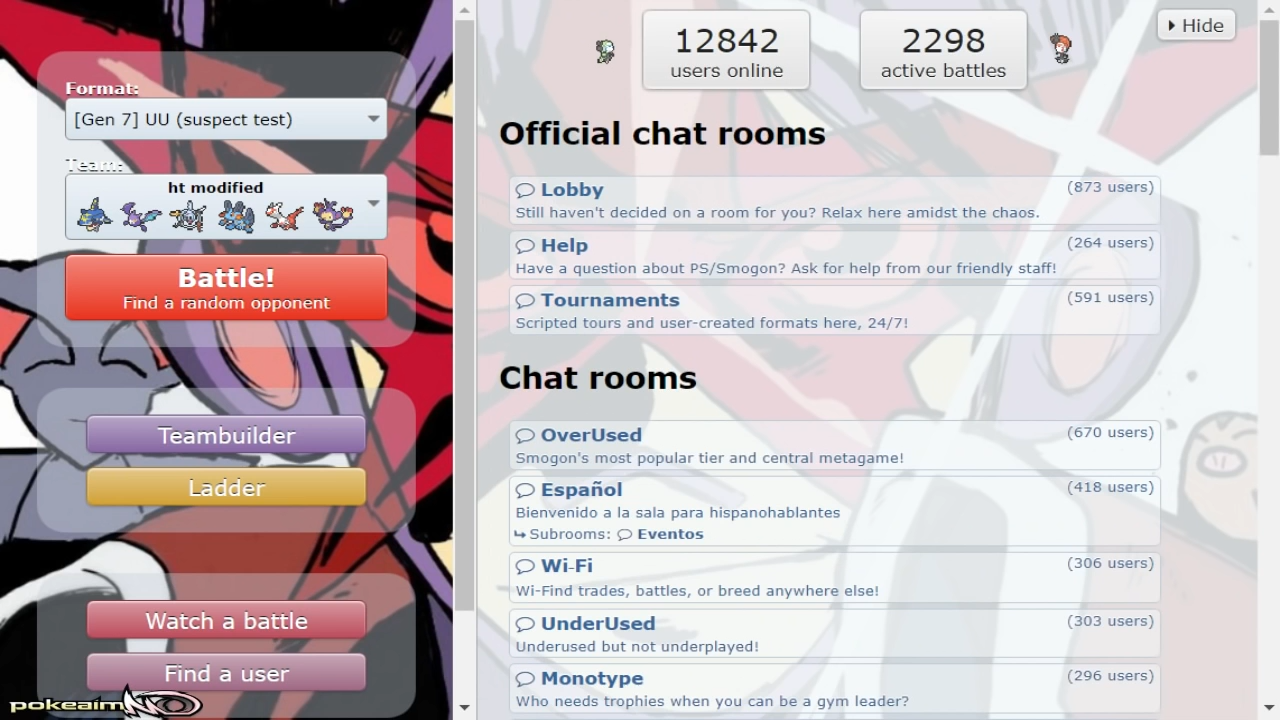 Format:
[Gen 7] UU (suspect test)
Team:
ht modified
Battle!
Find a random opponent
Teambuilder
Ladder
Watch a battle
Find a user
pokeaim
12842
users online
2298
active battles
Hide
Official chat rooms
Lobby (873 users)
Still haven't decided on a room for you? Relax here amidst the chaos.
Help (264 users)
Have a question about PS/Smogon? Ask for help from our friendly staff!
Tournaments (591 users)
Scripted tours and user-created formats here, 24/7!
Chat rooms
OverUsed (670 users)
Smogon's most popular tier and central metagame!
Español (418 users)
Bienvenido a la sala para hispanohablantes
↳ Subrooms: Eventos
Wi-Fi (306 users)
Wi-Find trades, battles, or breed anywhere else!
UnderUsed (303 users)
Underused but not underplayed!
Monotype (296 users)
Who needs trophies when you can be a gym leader?